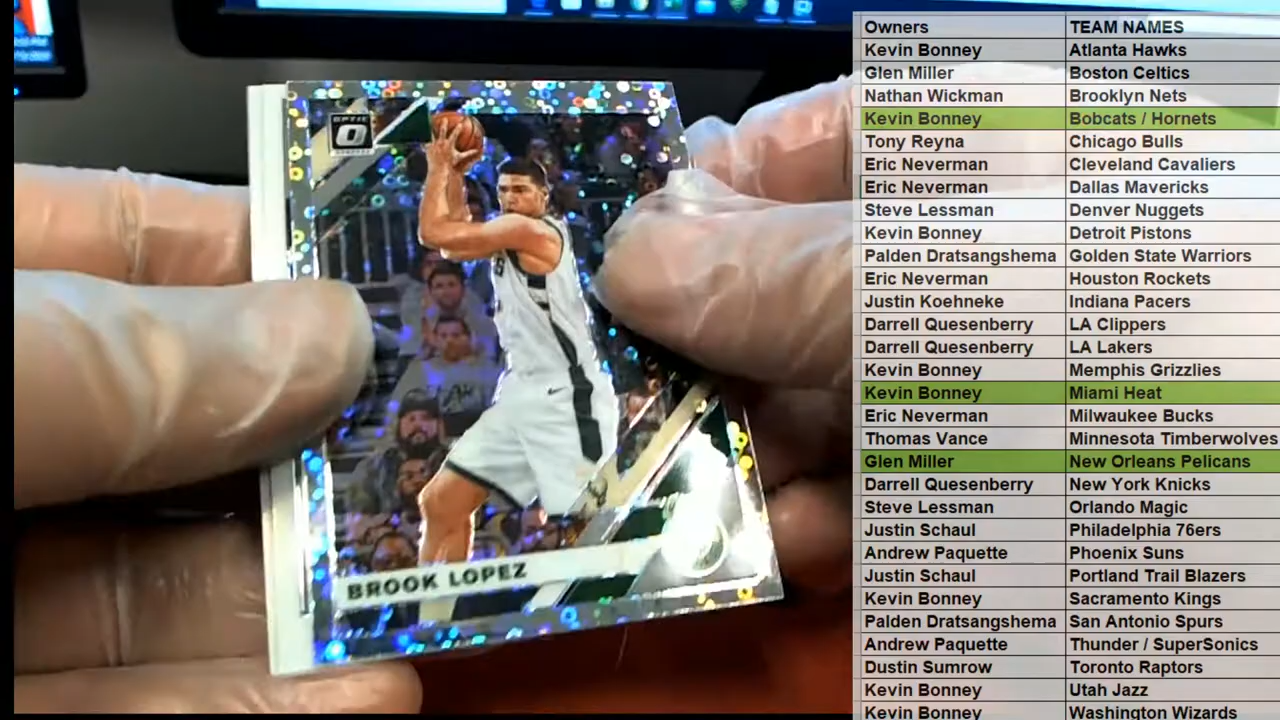 OPTIC
BROOK LOPEZ
Owners TEAM NAMES
Kevin Bonney Atlanta Hawks
Glen Miller Boston Celtics
Nathan Wickman Brooklyn Nets
Kevin Bonney Bobcats / Hornets
Tony Reyna Chicago Bulls
Eric Neverman Cleveland Cavaliers
Eric Neverman Dallas Mavericks
Steve Lessman Denver Nuggets
Kevin Bonney Detroit Pistons
Palden Dratsangshema Golden State Warriors
Eric Neverman Houston Rockets
Justin Koehneke Indiana Pacers
Darrell Quesenberry LA Clippers
Darrell Quesenberry LA Lakers
Kevin Bonney Memphis Grizzlies
Kevin Bonney Miami Heat
Eric Neverman Milwaukee Bucks
Thomas Vance Minnesota Timberwolves
Glen Miller New Orleans Pelicans
Darrell Quesenberry New York Knicks
Steve Lessman Orlando Magic
Justin Schaul Philadelphia 76ers
Andrew Paquette Phoenix Suns
Justin Schaul Portland Trail Blazers
Kevin Bonney Sacramento Kings
Palden Dratsangshema San Antonio Spurs
Andrew Paquette Thunder / SuperSonics
Dustin Sumrow Toronto Raptors
Kevin Bonney Utah Jazz
Kevin Bonney Washington Wizards